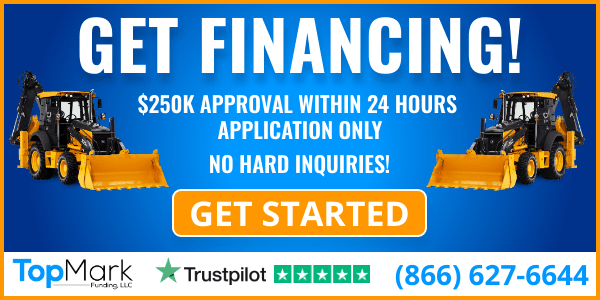 GET FINANCING!
$250K APPROVAL WITHIN 24 HOURS
APPLICATION ONLY
NO HARD INQUIRIES!
GET STARTED
TopMark
Funding, LLC
Trustpilot
(866) 627-6644